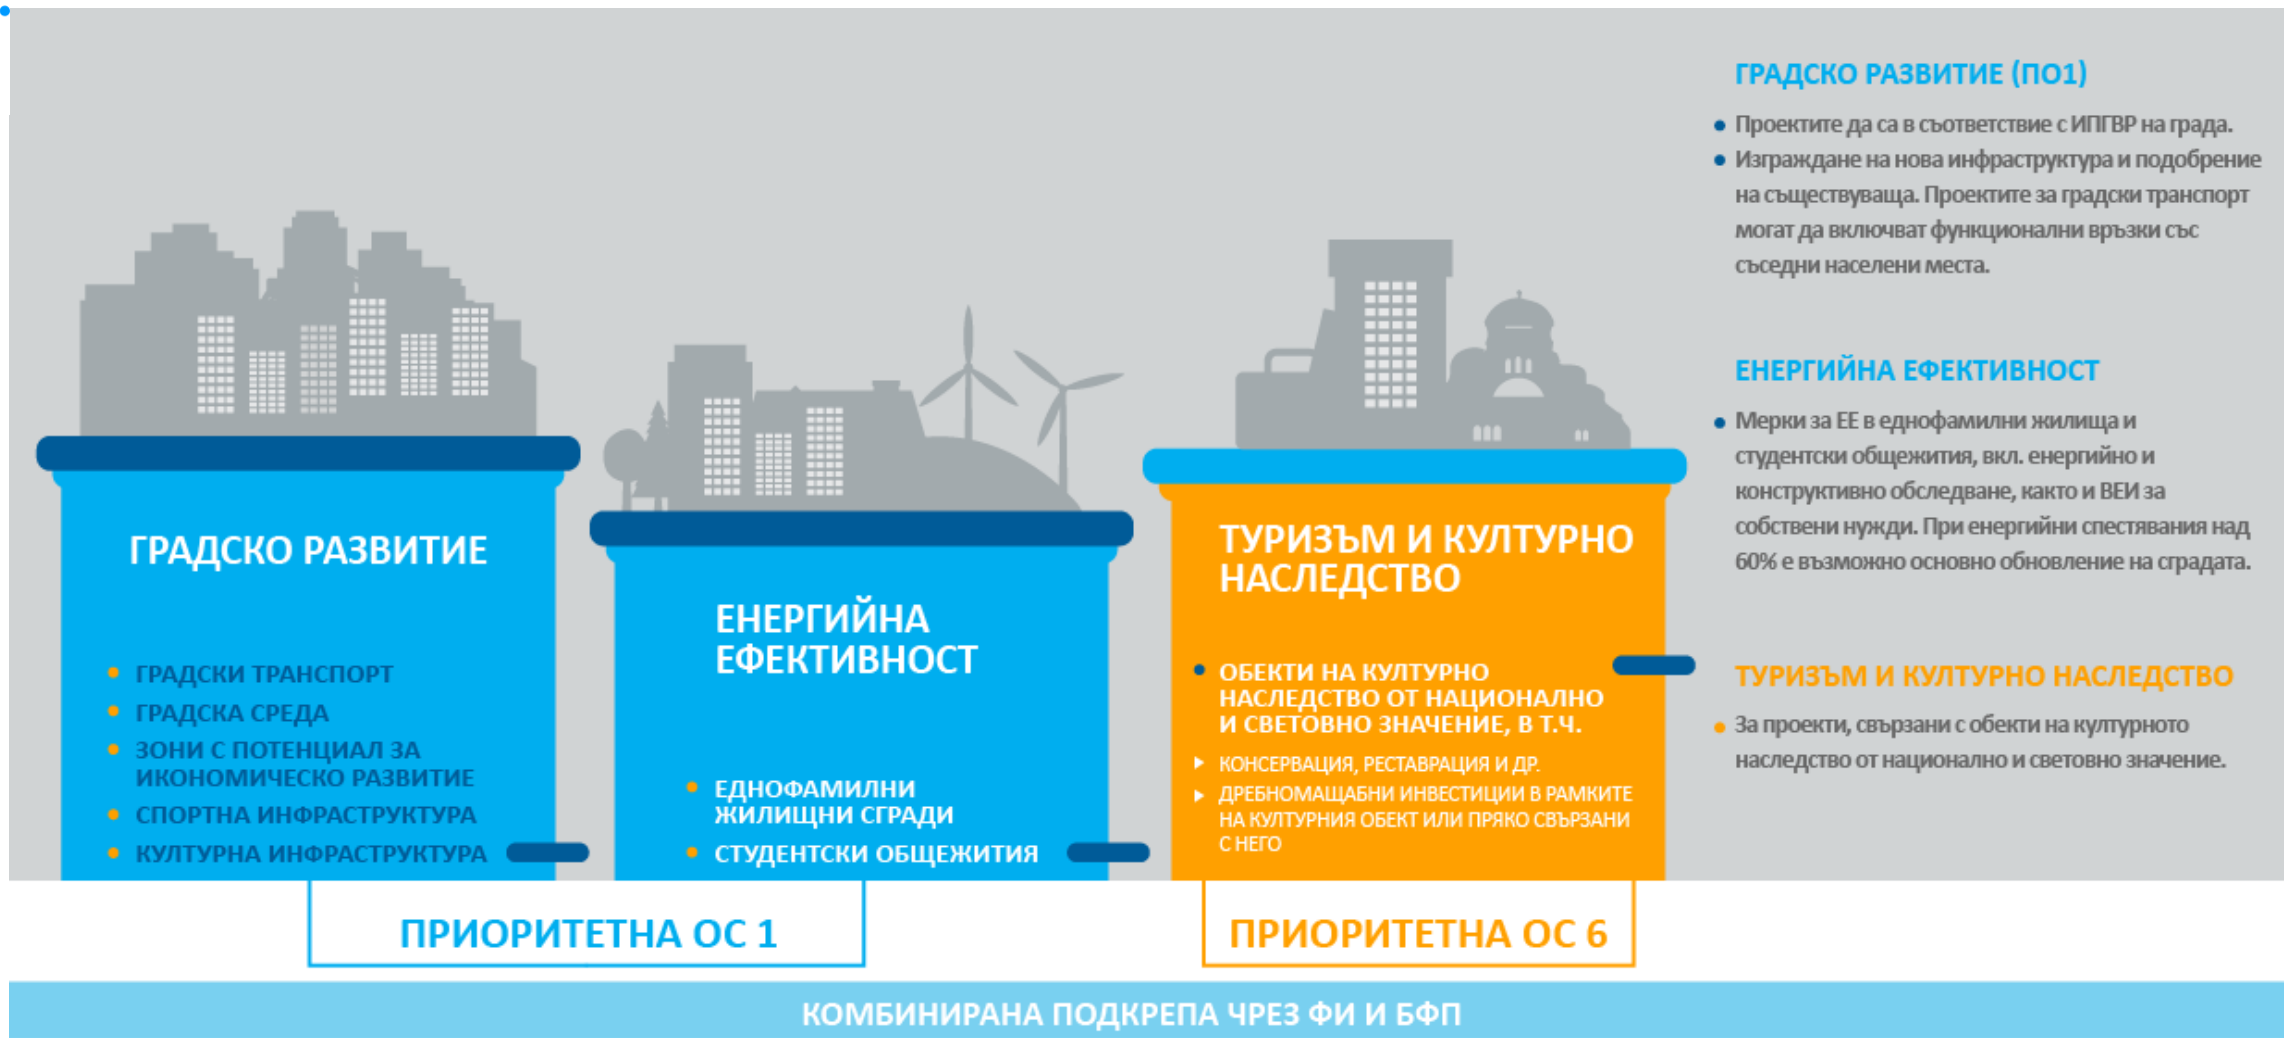 ГРАДСКО РАЗВИТИЕ
ГРАДСКИ ТРАНСПОРТ
ГРАДСКА СРЕДА
ЗОНИ С ПОТЕНЦИАЛ ЗА
ИКОНОМИЧЕСКО РАЗВИТИЕ
СПОРТНА ИНФРАСТРУКТУРА
КУЛТУРНА ИНФРАСТРУКТУРА
ЕНЕРГИЙНА
ЕФЕКТИВНОСТ
ЕДНОФАМИЛНИ
ЖИЛИЩНИ СГРАДИ
СТУДЕНТСКИ ОБЩЕЖИТИЯ
ТУРИЗЪМ И КУЛТУРНО
НАСЛЕДСТВО
ОБЕКТИ НА КУЛТУРНО
НАСЛЕДСТВО ОТ НАЦИОНАЛНО
И СВЕТОВНО ЗНАЧЕНИЕ, В Т.Ч.
КОНСЕРВАЦИЯ, РЕСТАВРАЦИЯ И ДР.
ДРЕБНОМАЩАБНИ ИНВЕСТИЦИИ В РАМКИТЕ
НА КУЛТУРНИЯ ОБЕКТ ИЛИ ПРЯКО СВЪРЗАНИ
С НЕГО
ГРАДСКО РАЗВИТИЕ (ПО1)
Проектите да са в съответствие с ИПГВР на града.
Изграждане на нова инфраструктура и подобрение
на съществуваща. Проектите за градски транспорт
могат да включват функционални връзки със
съседни населени места.
ЕНЕРГИЙНА ЕФЕКТИВНОСТ
Мерки за ЕЕ в еднофамилни жилища и
студентски общежития, вкл. енергийно и
конструктивно обследване, както и ВЕИ за
собствени нужди. При енергийни спестявания над
60% е възможно основно обновление на сградата.
ТУРИЗЪМ И КУЛТУРНО НАСЛЕДСТВО
За проекти, свързани с обекти на културното
наследство от национално и световно значение.
ПРИОРИТЕТНА ОС 1
ПРИОРИТЕТНА ОС 6
КОМБИНИРАНА ПОДКРЕПА ЧРЕЗ ФИ И БФП